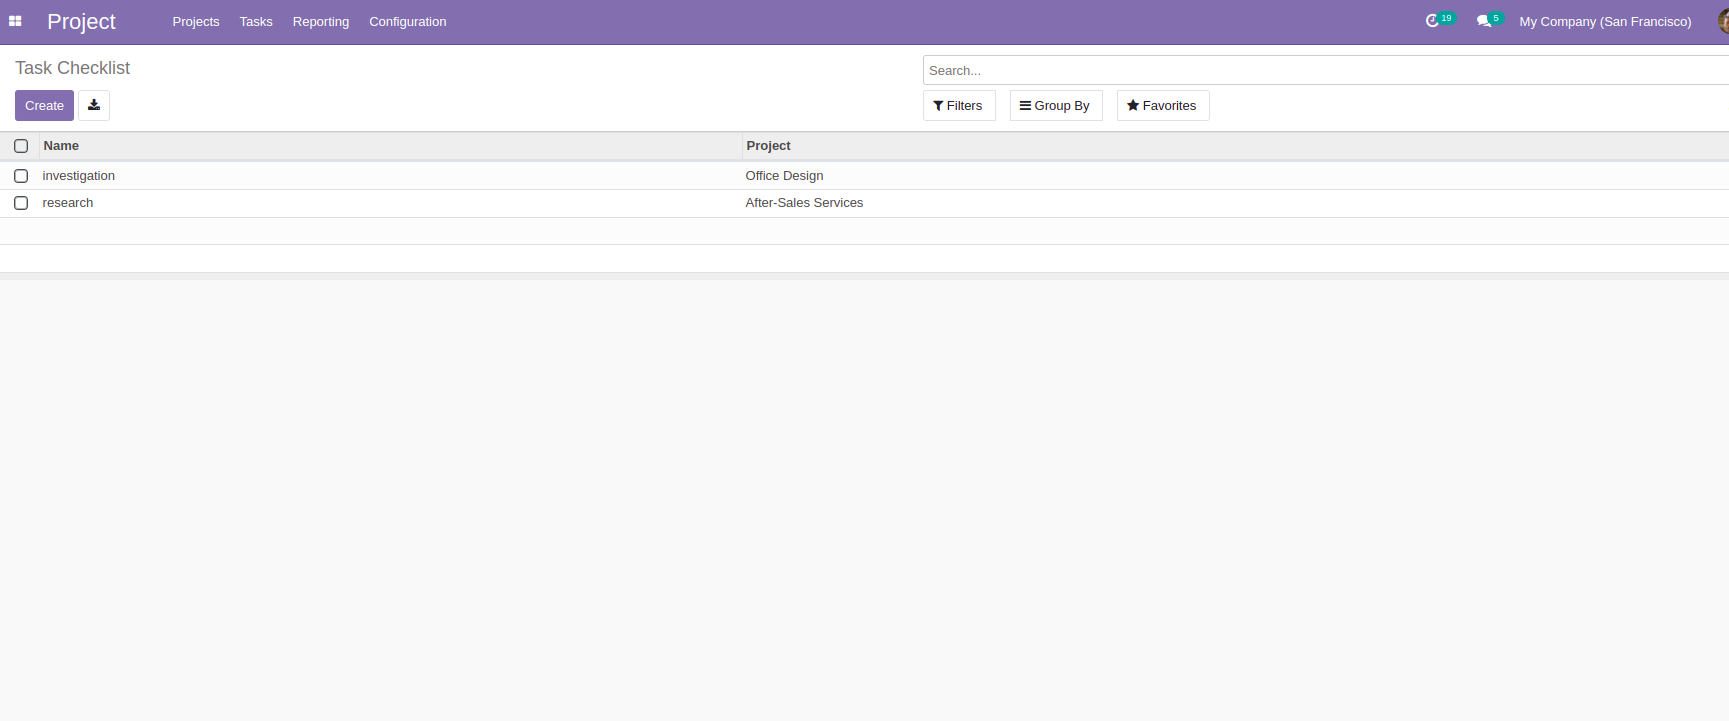 Project Projects Tasks Reporting Configuration 19 5 My Company (San Francisco)
Task Checklist
Search...
Create Filters Group By Favorites
Name Project
investigation Office Design
research After-Sales Services